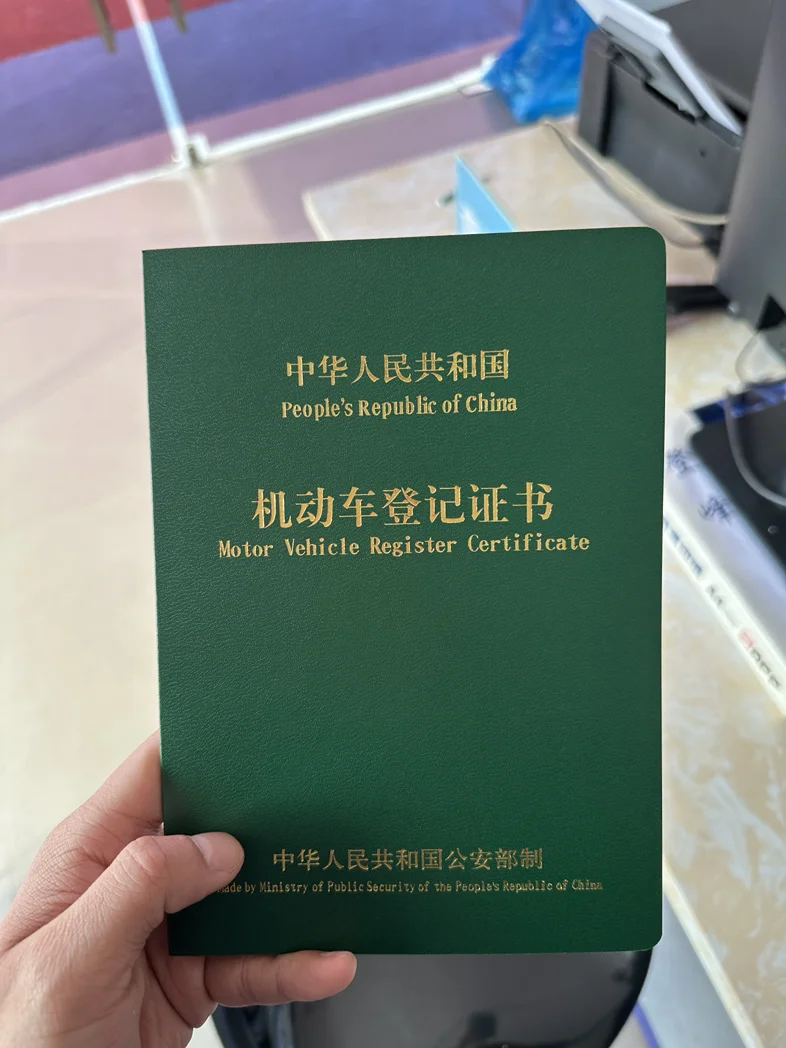 中华人民共和国
People's Republic of China
机动车登记证书
Motor Vehicle Register Certificate
中华人民共和国公安部制
by Ministry of Public Security of the People's Republic of China
A4